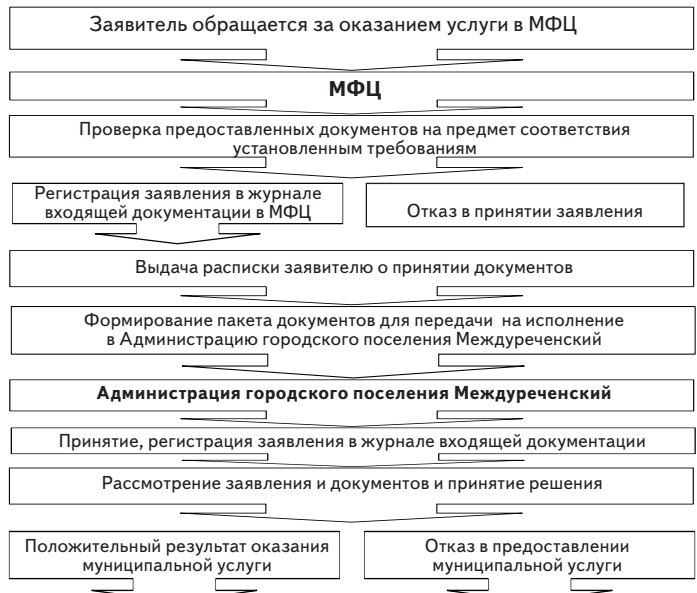 Заявитель обращается за оказанием услуги в МФЦ
МФЦ
Проверка предоставленных документов на предмет соответствия
установленным требованиям
Регистрация заявления в журнале
входящей документации в МФЦ
Отказ в принятии заявления
Выдача расписки заявителю о принятии документов
Формирование пакета документов для передачи на исполнение
в Администрацию городского поселения Междуреченский
Администрация городского поселения Междуреченский
Принятие, регистрация заявления в журнале входящей документации
Рассмотрение заявления и документов и принятие решения
Положительный результат оказания
муниципальной услуги
Отказ в предоставлении
муниципальной услуги